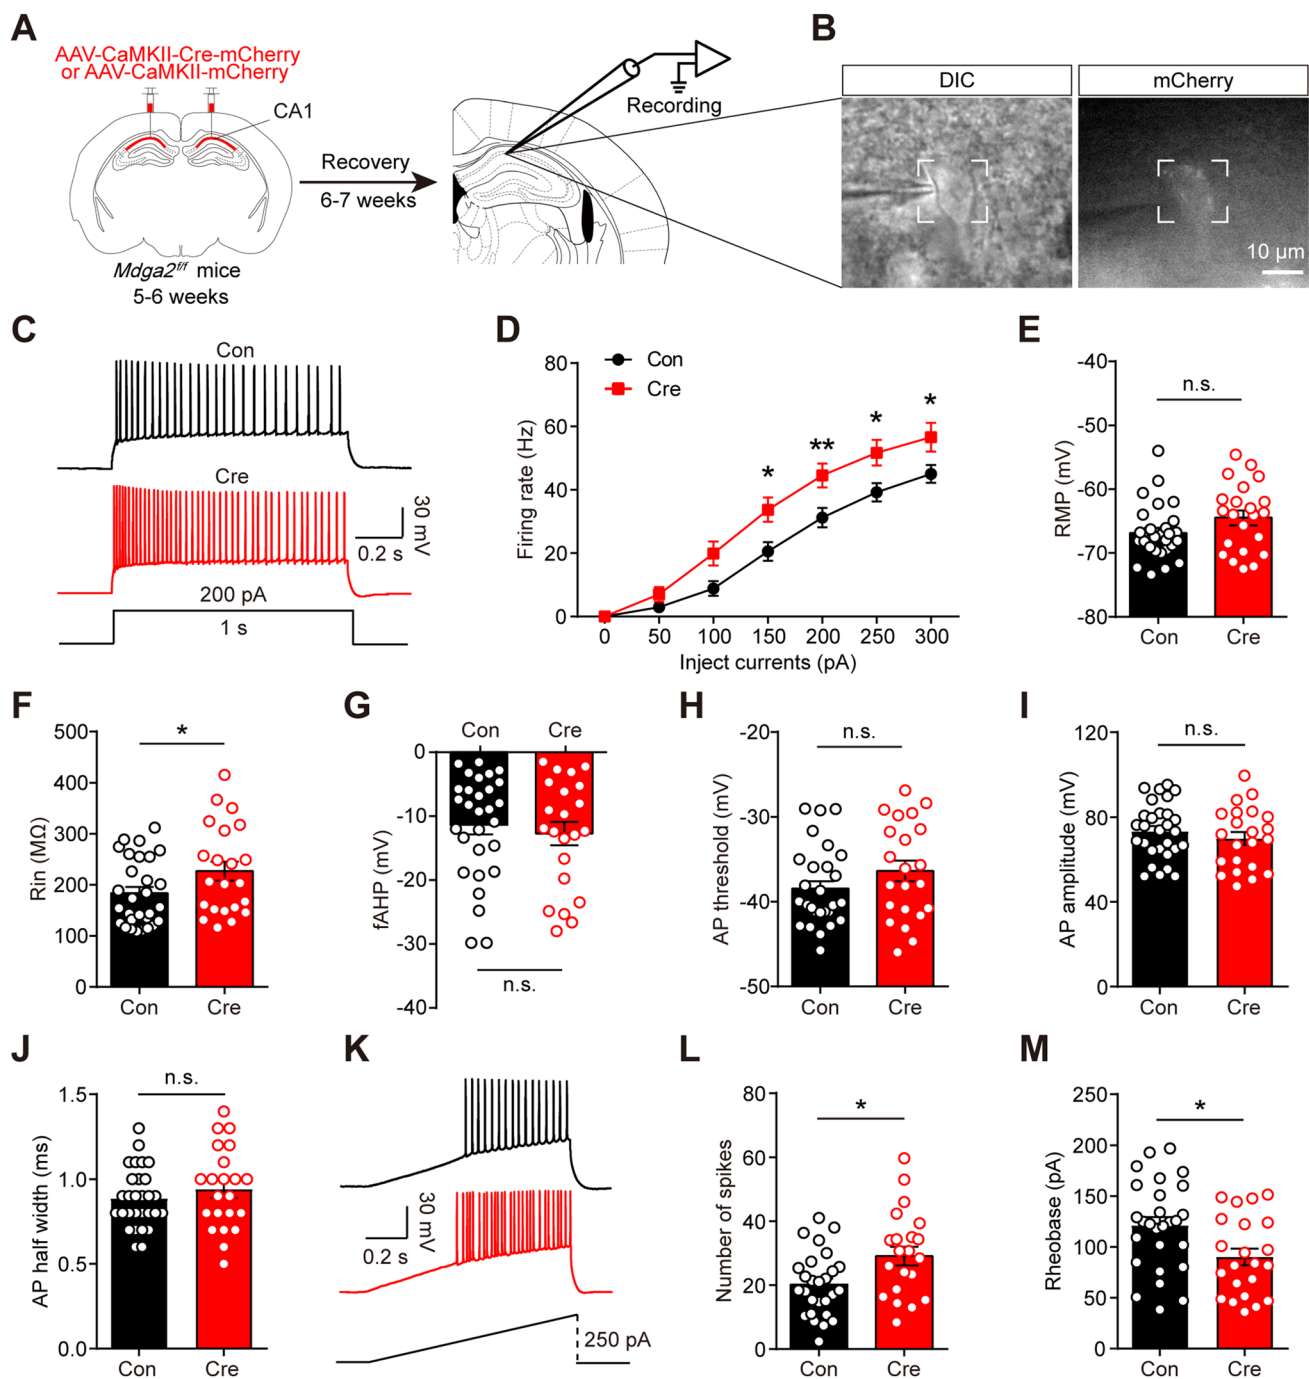 A
AAV-CaMKII-Cre-mCherry
or AAV-CaMKII-mCherry
CA1
Mdga2f/f mice
5-6 weeks
Recovery
6-7 weeks
Recording
B
DIC
mCherry
10 µm
C
Con
Cre
30 mV
0.2 s
200 pA
1 s
D
Con
Cre
Firing rate (Hz)
80
60
40
20
0
*
**
*
*
0 50 100 150 200 250 300
Inject currents (pA)
E
RMP (mV)
-40
-50
-60
-70
-80
n.s.
Con Cre
F
Rin (MΩ)
500
400
300
200
100
0
*
Con Cre
G
Con Cre
fAHP (mV)
0
-10
-20
-30
-40
n.s.
H
AP threshold (mV)
-20
-30
-40
-50
n.s.
Con Cre
I
AP amplitude (mV)
120
80
40
0
n.s.
Con Cre
J
AP half width (ms)
1.5
1.0
0.5
0.0
n.s.
Con Cre
K
30 mV
0.2 s
250 pA
L
Number of spikes
80
60
40
20
0
*
Con Cre
M
Rheobase (pA)
250
200
150
100
50
0
*
Con Cre